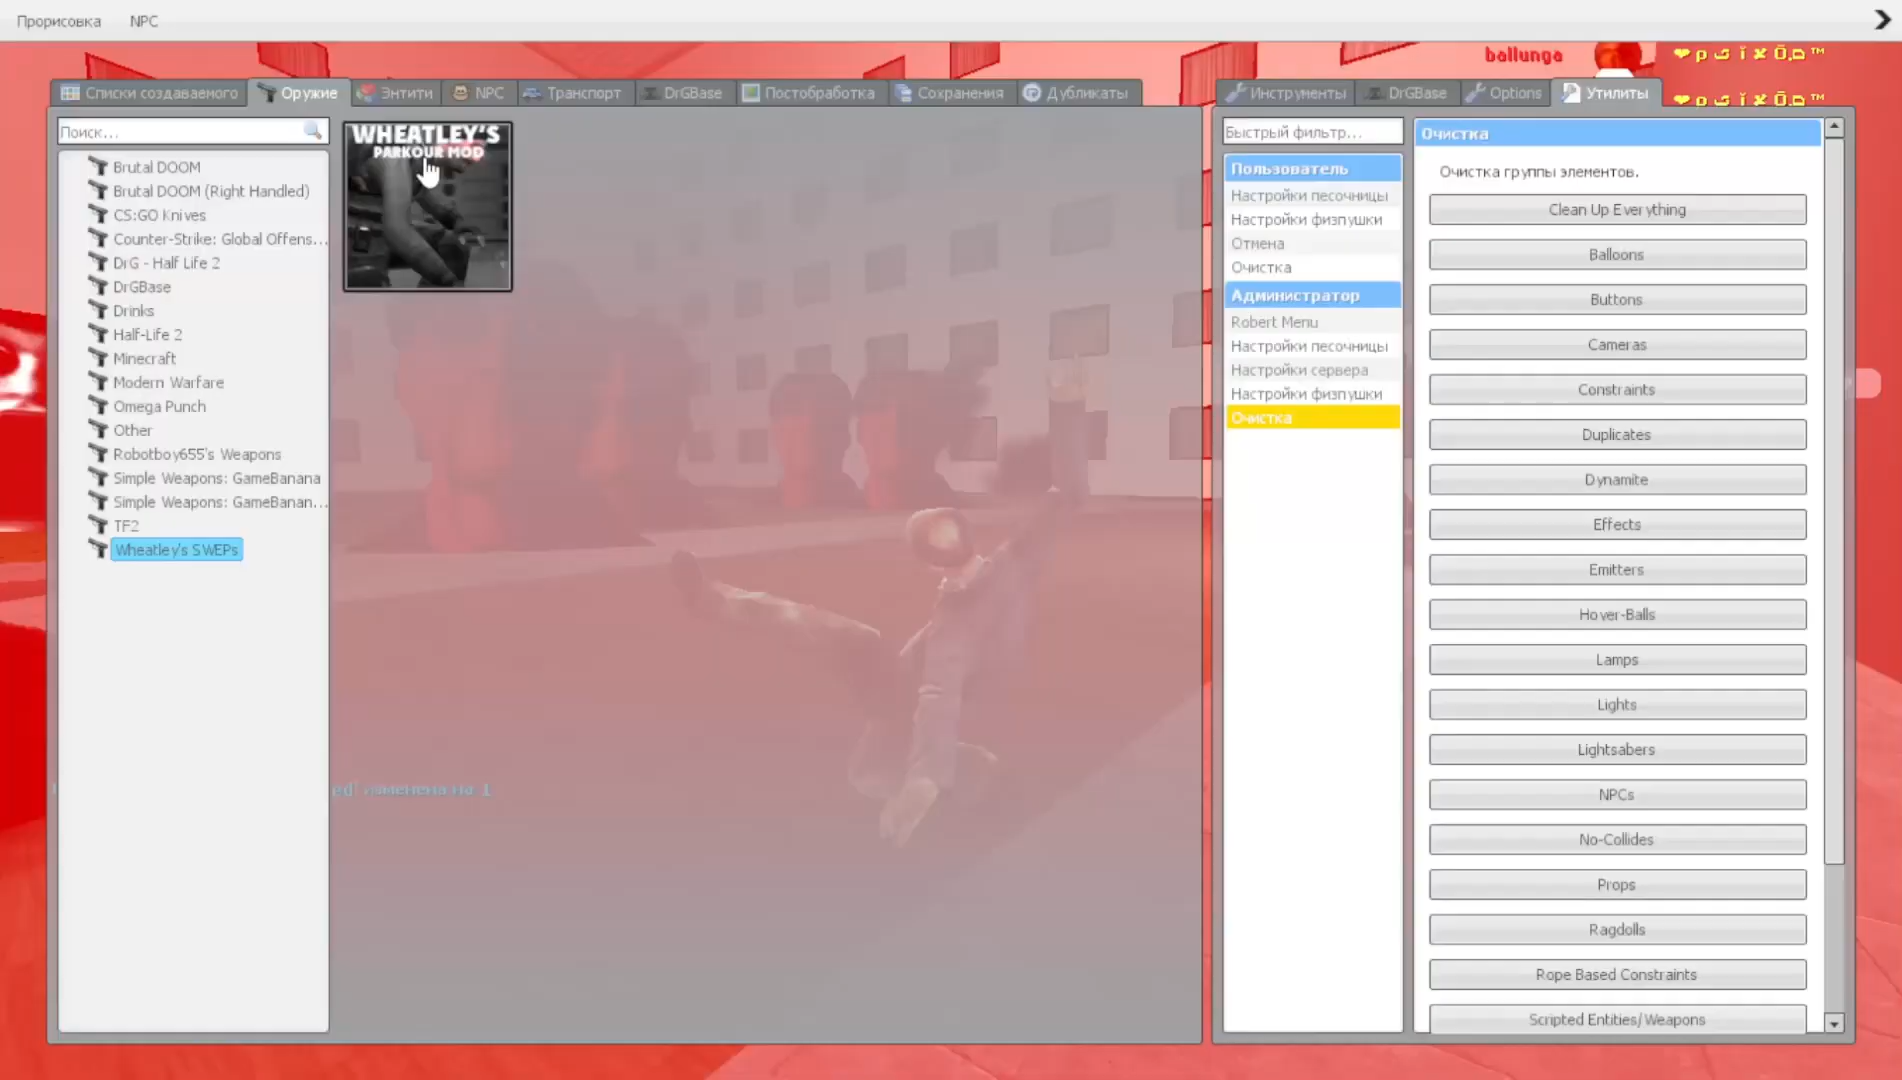 Прорисовка NPC
ballunga
Списки создаваемого Оружие Энтити NPC Транспорт DrGBase Постобработка Сохранения Дубликаты
Поиск...
Brutal DOOM
Brutal DOOM (Right Handed)
CS:GO Knives
Counter-Strike: Global Offens...
DrG - Half Life 2
DrGBase
Drinks
Half-Life 2
Minecraft
Modern Warfare
Omega Punch
Other
Robotboy655's Weapons
Simple Weapons: GameBanana
Simple Weapons: GameBanan...
TF2
Wheatley's SWEPs
WHEATLEY'S
PARKOUR MOD
изменена на 1
Инструменты DrGBase Options Утилиты
Быстрый фильтр...
Пользователь
Настройки песочницы
Настройки физпушки
Отмена
Очистка
Администратор
Robert Menu
Настройки песочницы
Настройки сервера
Настройки физпушки
Очистка
Очистка
Очистка группы элементов.
Clean Up Everything
Balloons
Buttons
Cameras
Constraints
Duplicates
Dynamite
Effects
Emitters
Hover-Balls
Lamps
Lights
Lightsabers
NPCs
No-Collides
Props
Ragdolls
Rope Based Constraints
Scripted Entities/Weapons